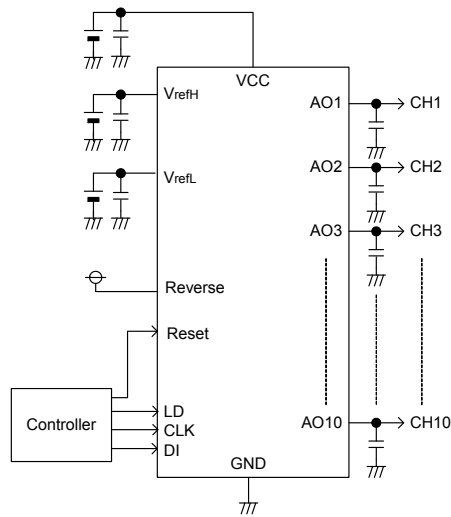 VCC
VrefH
AO1
CH1
AO2
CH2
VrefL
AO3
CH3
Reverse
Reset
Controller
LD
CLK
DI
AO10
CH10
GND